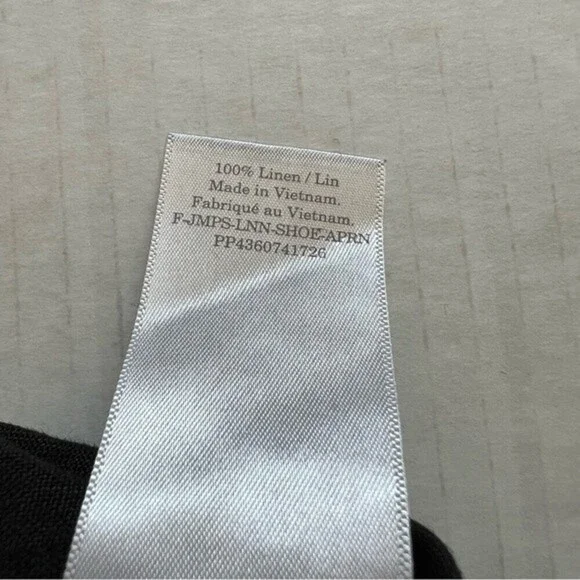 100% Linen / Lin
Made in Vietnam.
Fabriqué au Vietnam.
F-JMPS-LNN-SHOE-APRN
PP4360741726